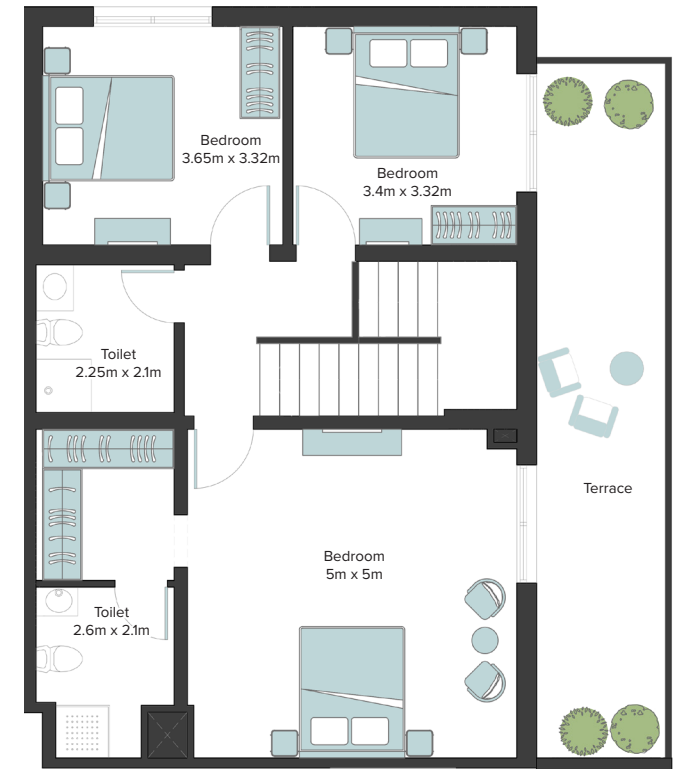 Bedroom
3.65m x 3.32m
Bedroom
3.4m x 3.32m
Toilet
2.25m x 2.1m
Terrace
Bedroom
5m x 5m
Toilet
2.6m x 2.1m